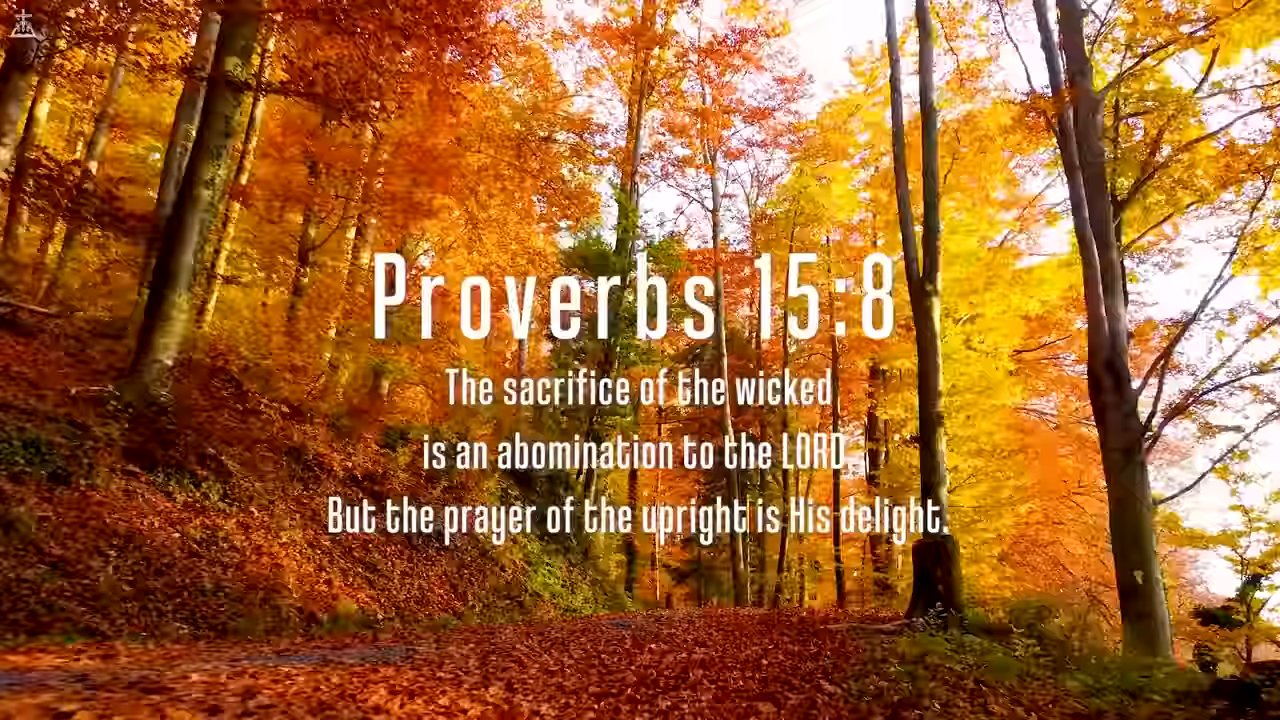 Proverbs 15:8
The sacrifice of the wicked
is an abomination to the LORD,
But the prayer of the upright is His delight.